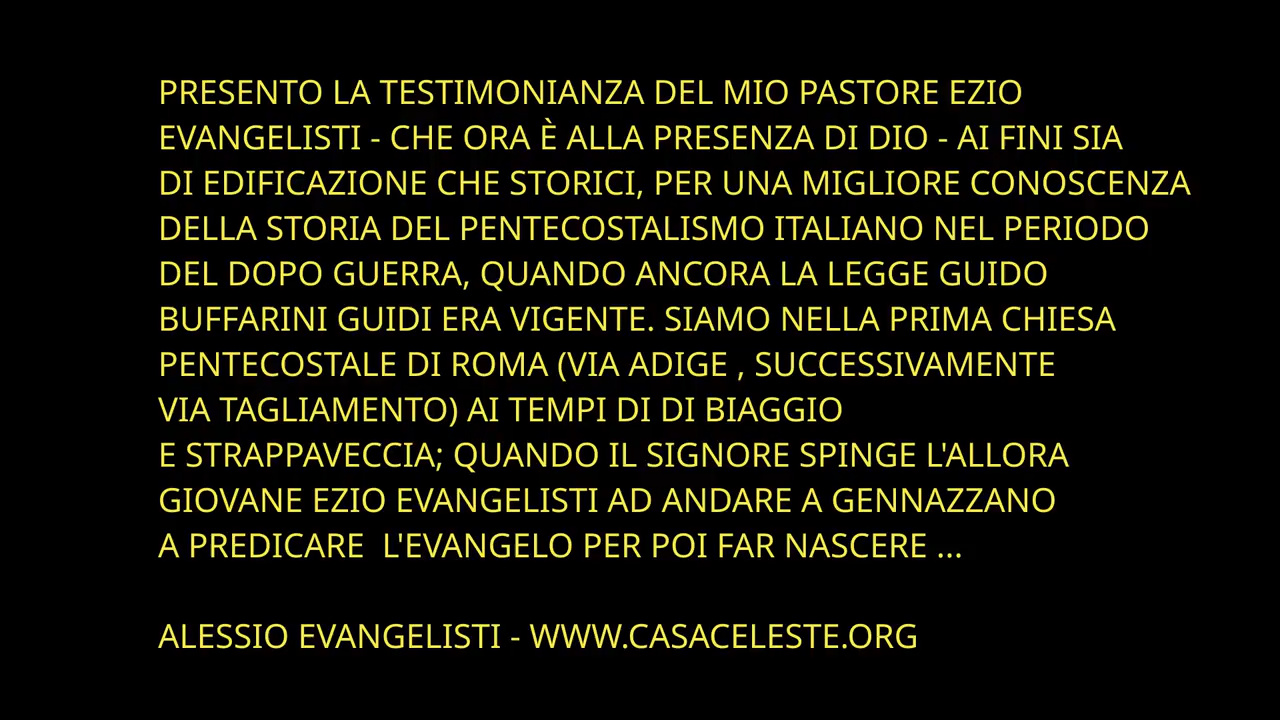 PRESENTO LA TESTIMONIANZA DEL MIO PASTORE EZIO
EVANGELISTI - CHE ORA È ALLA PRESENZA DI DIO - AI FINI SIA
DI EDIFICAZIONE CHE STORICI, PER UNA MIGLIORE CONOSCENZA
DELLA STORIA DEL PENTECOSTALISMO ITALIANO NEL PERIODO
DEL DOPO GUERRA, QUANDO ANCORA LA LEGGE GUIDO
BUFFARINI GUIDI ERA VIGENTE. SIAMO NELLA PRIMA CHIESA
PENTECOSTALE DI ROMA (VIA ADIGE , SUCCESSIVAMENTE
VIA TAGLIAMENTO) AI TEMPI DI DI BIAGGIO
E STRAPPAVECCIA; QUANDO IL SIGNORE SPINGE L'ALLORA
GIOVANE EZIO EVANGELISTI AD ANDARE A GENNAZZANO
A PREDICARE  L'EVANGELO PER POI FAR NASCERE ...
ALESSIO EVANGELISTI - WWW.CASACELESTE.ORG